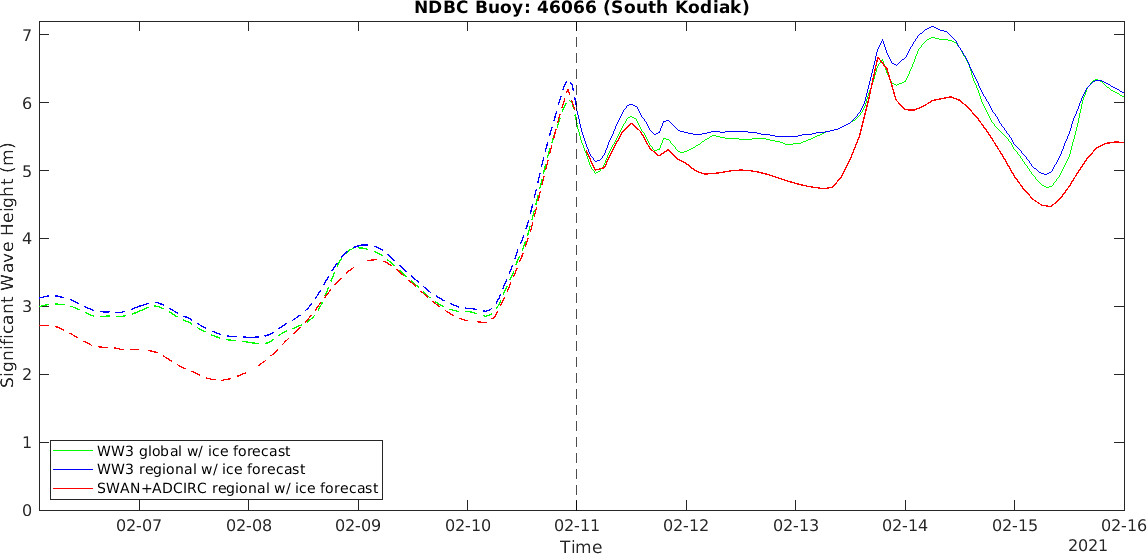 NDBC Buoy: 46066 (South Kodiak)
7
6
5
4
3
2
1
0
Significant Wave Height (m)
WW3 global w/ ice forecast
WW3 regional w/ ice forecast
SWAN+ADCIRC regional w/ ice forecast
02-07 02-08 02-09 02-10 02-11 02-12 02-13 02-14 02-15 02-16
Time
2021